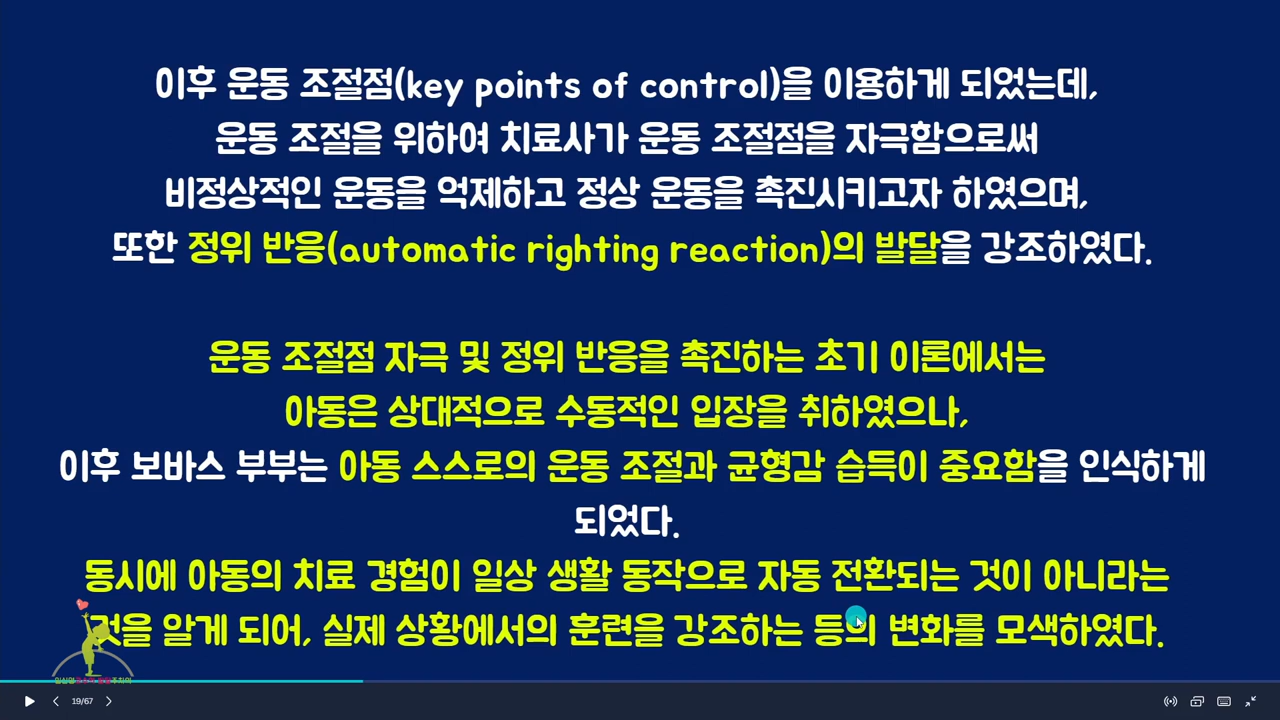 이후 운동 조절점(key points of control)을 이용하게 되었는데,
운동 조절을 위하여 치료사가 운동 조절점을 자극함으로써
비정상적인 운동을 억제하고 정상 운동을 촉진시키고자 하였으며,
또한 정위 반응(automatic righting reaction)의 발달을 강조하였다.
운동 조절점 자극 및 정위 반응을 촉진하는 초기 이론에서는
아동은 상대적으로 수동적인 입장을 취하였으나,
이후 보바스 부부는 아동 스스로의 운동 조절과 균형감 습득이 중요함을 인식하게
되었다.
동시에 아동의 치료 경험이 일상 생활 동작으로 자동 전환되는 것이 아니라는
것을 알게 되어, 실제 상황에서의 훈련을 강조하는 등의 변화를 모색하였다.
19/67